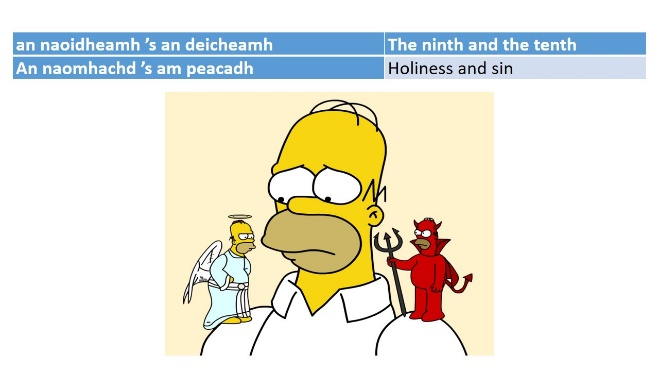 an naoidheamh ’s an deicheamh The ninth and the tenth
An naomhachd ’s am peacadh Holiness and sin